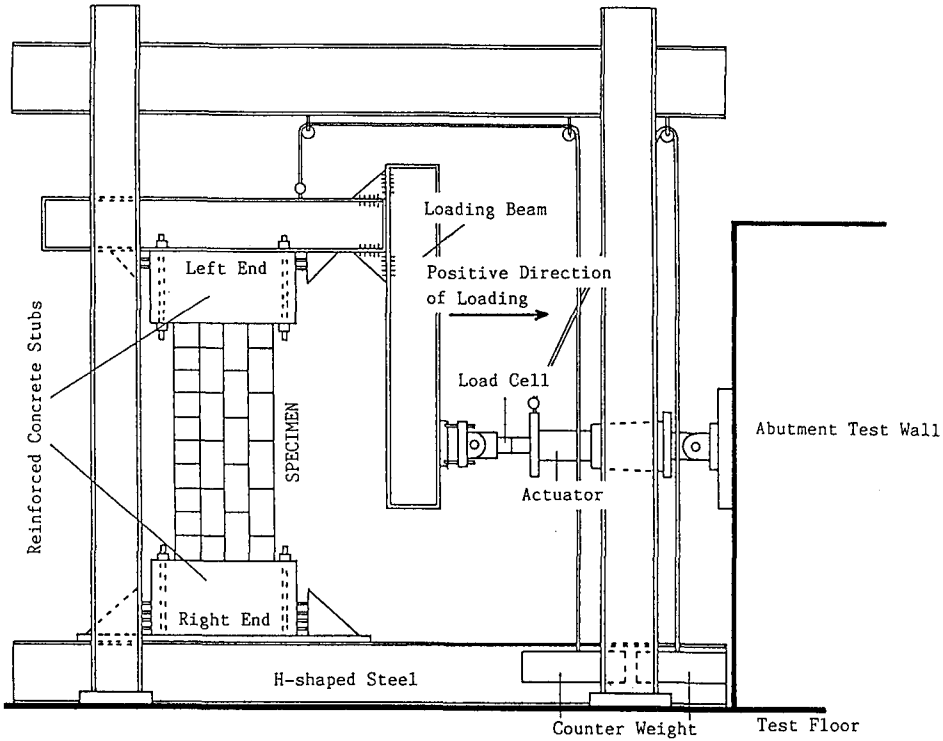 Loading Beam
Left End
Positive Direction
of Loading
Reinforced Concrete Stubs
Load Cell
SPECIMEN
Abutment Test Wall
Actuator
Right End
H-shaped Steel
Counter Weight
Test Floor